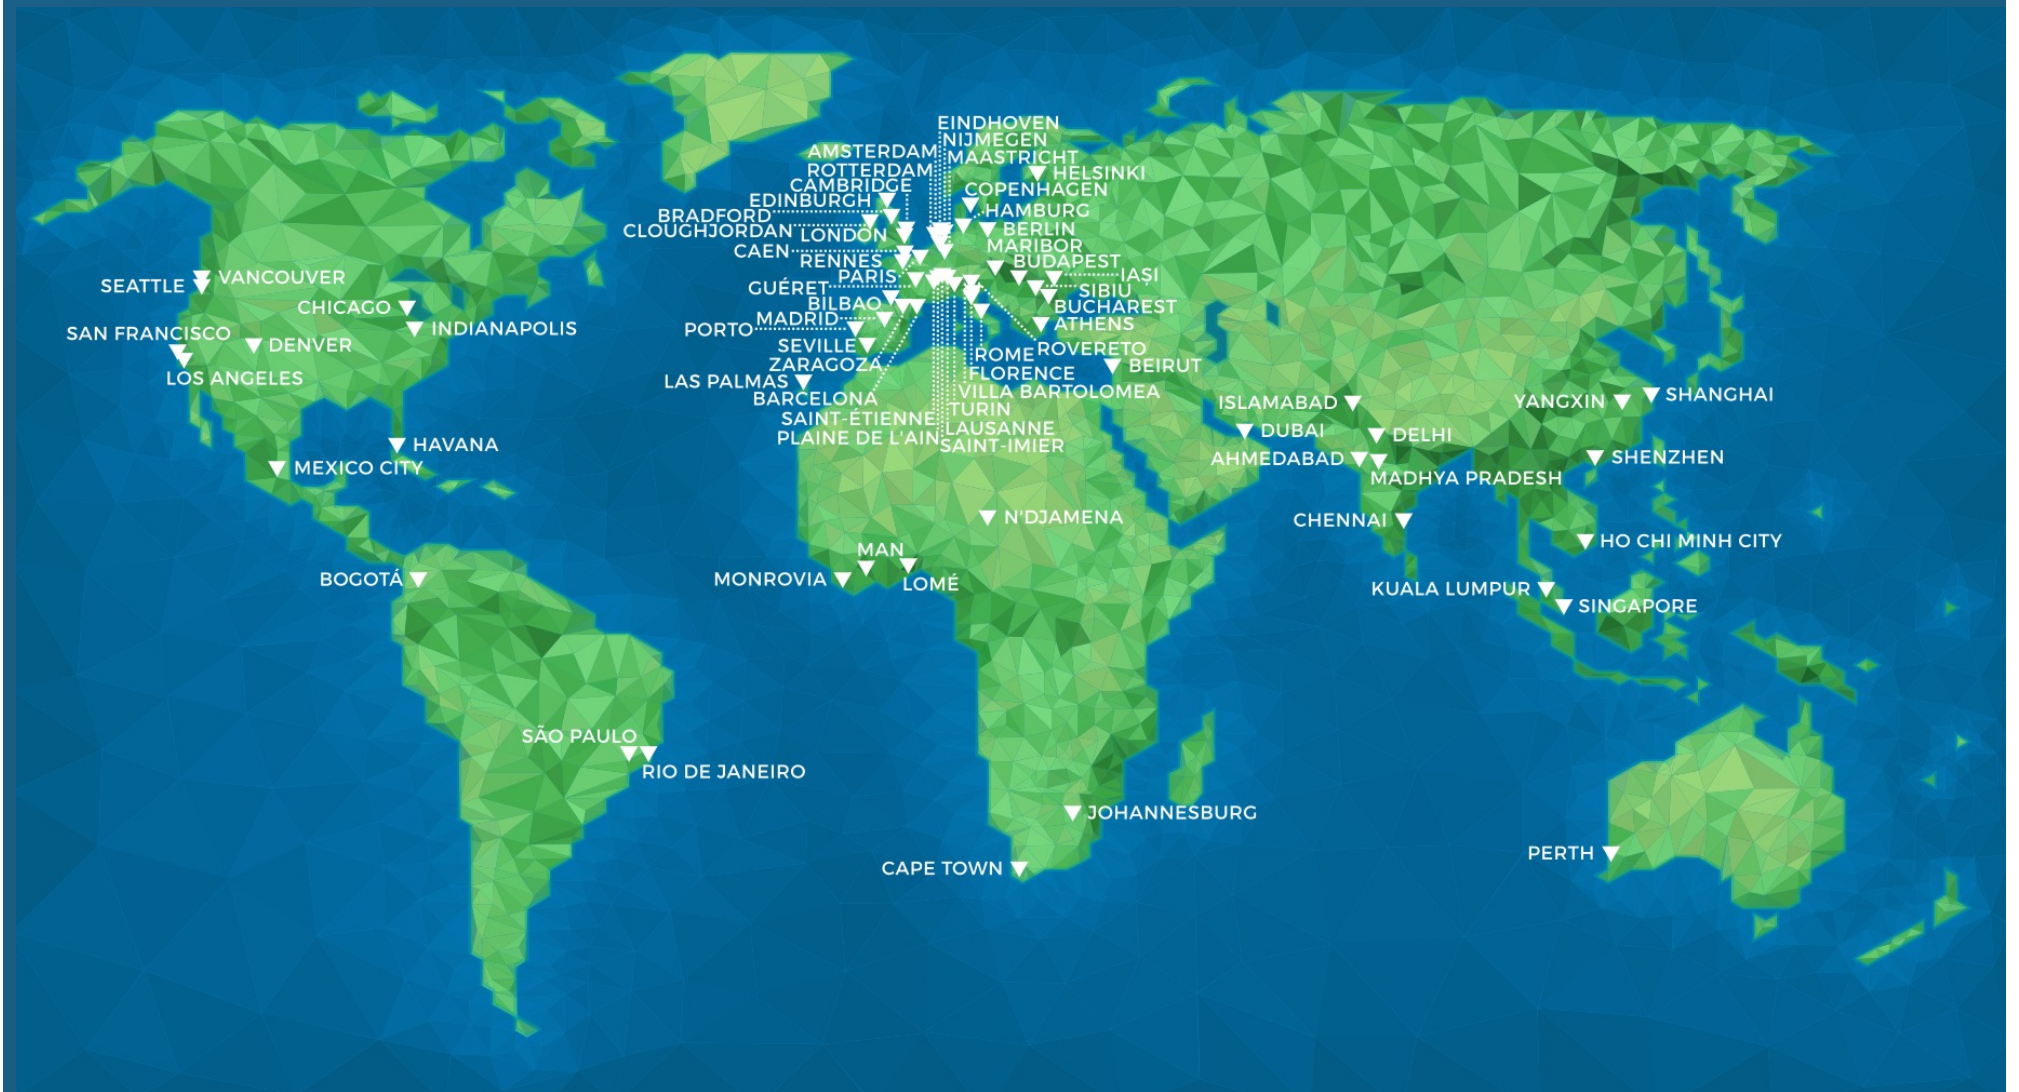 EINDHOVEN
NIJMEGEN
AMSTERDAM
MAASTRICHT
ROTTERDAM
HELSINKI
CAMBRIDGE
COPENHAGEN
EDINBURGH
HAMBURG
BRADFORD
BERLIN
CLOUGHJORDAN
LONDON
MARIBOR
CAEN
RENNES
BUDAPEST
PARIS
IASI
GUÉRET
SIBIU
BILBAO
BUCHAREST
MADRID
ATHENS
PORTO
SEVILLE
ROVERETO
ROME
ZARAGOZA
BEIRUT
FLORENCE
LAS PALMAS
VILLA BARTOLOMEA
BARCELONA
TURIN
SAINT-ÉTIENNE
LAUSANNE
PLAINE DE L'AIN
SAINT-IMIER
VANCOUVER
SEATTLE
CHICAGO
INDIANAPOLIS
SAN FRANCISCO
DENVER
LOS ANGELES
HAVANA
MEXICO CITY
ISLAMABAD
YANGXIN
SHANGHAI
DUBAI
DELHI
AHMEDABAD
SHENZHEN
MADHYA PRADESH
N'DJAMENA
CHENNAI
HO CHI MINH CITY
MAN
BOGOTÁ
MONROVIA
LOMÉ
KUALA LUMPUR
SINGAPORE
SÃO PAULO
RIO DE JANEIRO
JOHANNESBURG
PERTH
CAPE TOWN